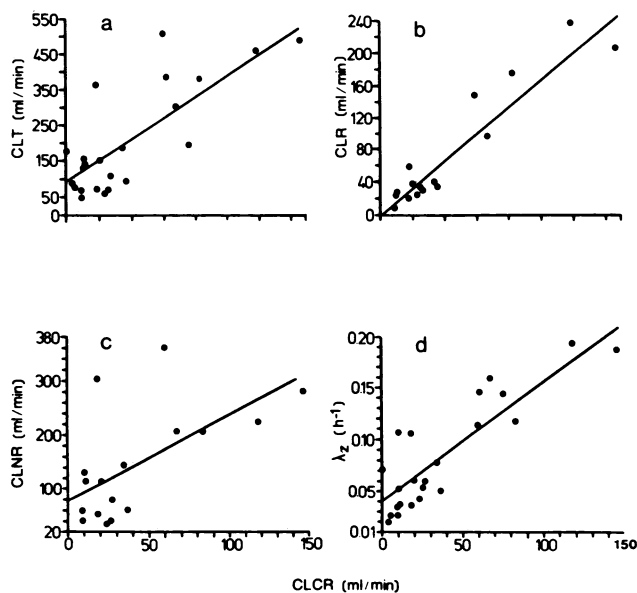 a
550
450
350
250
150
50
0
CLT (ml/min)
b
240
200
160
120
80
40
0
CLR (ml/min)
c
380
300
200
100
20
CLNR (ml/min)
0 50 100 150
d
0.20
0.15
0.10
0.05
0.01
λz (h-1)
0 50 100 150
CLCR (ml/min)